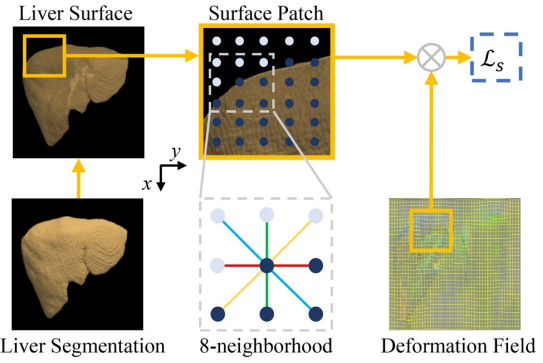 Liver Surface
Surface Patch
ℒₛ
y
x
Liver Segmentation
8-neighborhood
Deformation Field